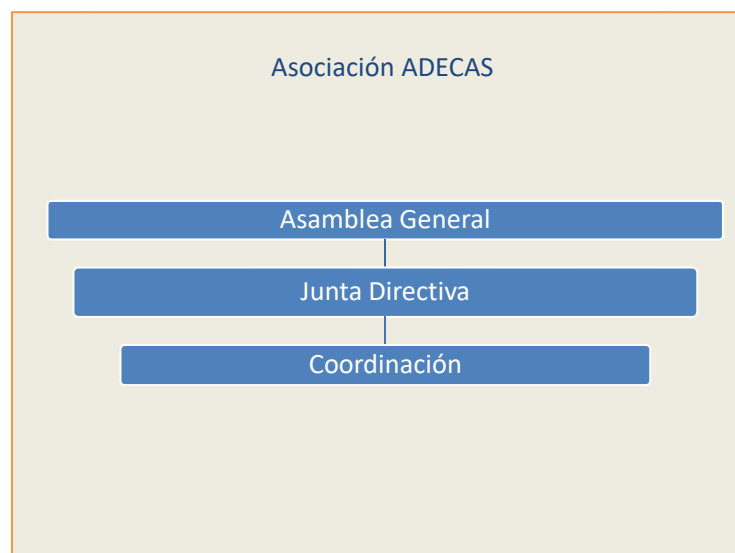 Asociación ADECAS
Asamblea General
Junta Directiva
Coordinación